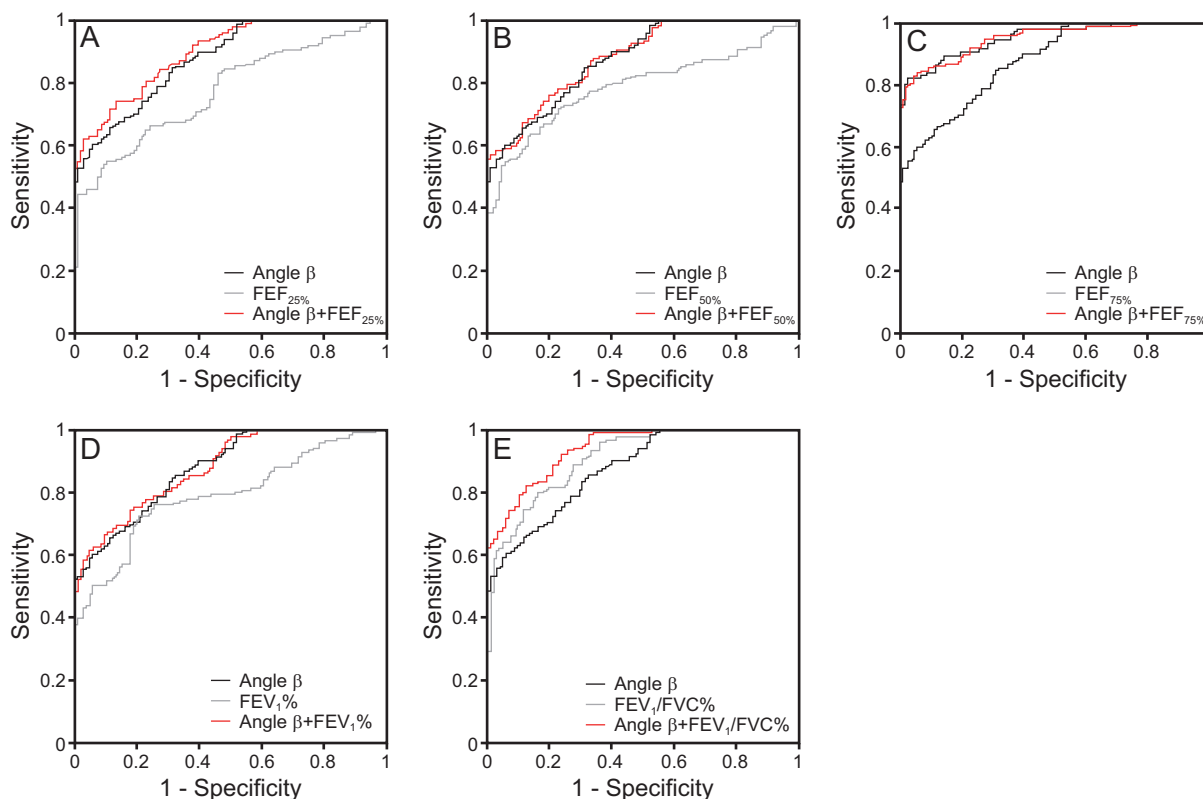 A
Sensitivity
1
0.8
0.6
0.4
0.2
0
Angle β
FEF25%
Angle β+FEF25%
0 0.2 0.4 0.6 0.8 1
1 - Specificity
B
Sensitivity
1
0.8
0.6
0.4
0.2
0
Angle β
FEF50%
Angle β+FEF50%
0 0.2 0.4 0.6 0.8 1
1 - Specificity
C
Sensitivity
1
0.8
0.6
0.4
0.2
0
Angle β
FEF75%
Angle β+FEF75%
0 0.2 0.4 0.6 0.8
1 - Specificity
D
Sensitivity
1
0.8
0.6
0.4
0.2
0
Angle β
FEV1%
Angle β+FEV1%
0 0.2 0.4 0.6 0.8 1
1 - Specificity
E
Sensitivity
1
0.8
0.6
0.4
0.2
0
Angle β
FEV1/FVC%
Angle β+FEV1/FVC%
0 0.2 0.4 0.6 0.8 1
1 - Specificity